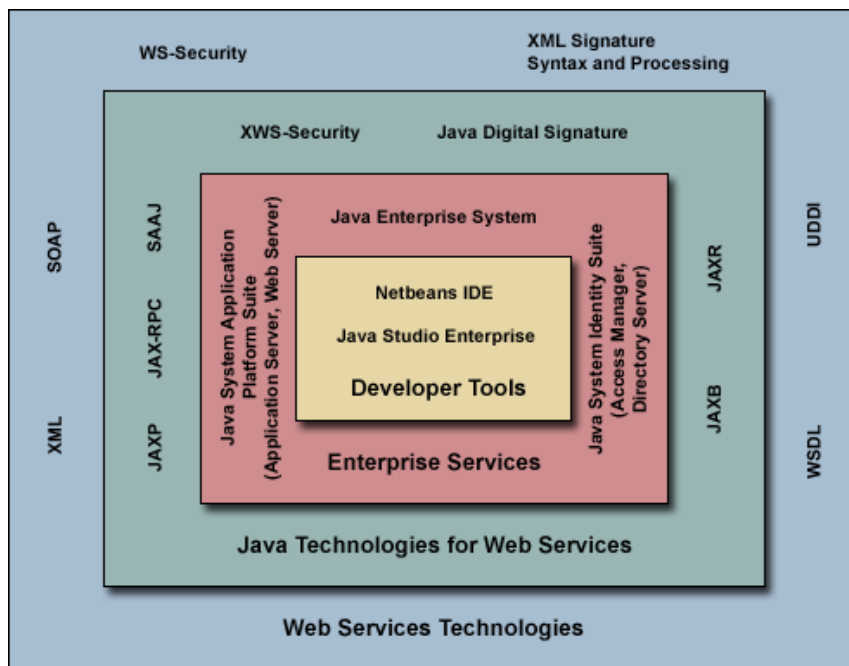 WS-Security
XML Signature
Syntax and Processing
XWS-Security
Java Digital Signature
SOAP
XML
SAAJ
JAX-RPC
JAXP
Java System Application
Platform Suite
(Application Server, Web Server)
Java Enterprise System
Netbeans IDE
Java Studio Enterprise
Developer Tools
Java System Identity Suite
(Access Manager,
Directory Server)
Enterprise Services
JAXR
JAXB
UDDI
WSDL
Java Technologies for Web Services
Web Services Technologies